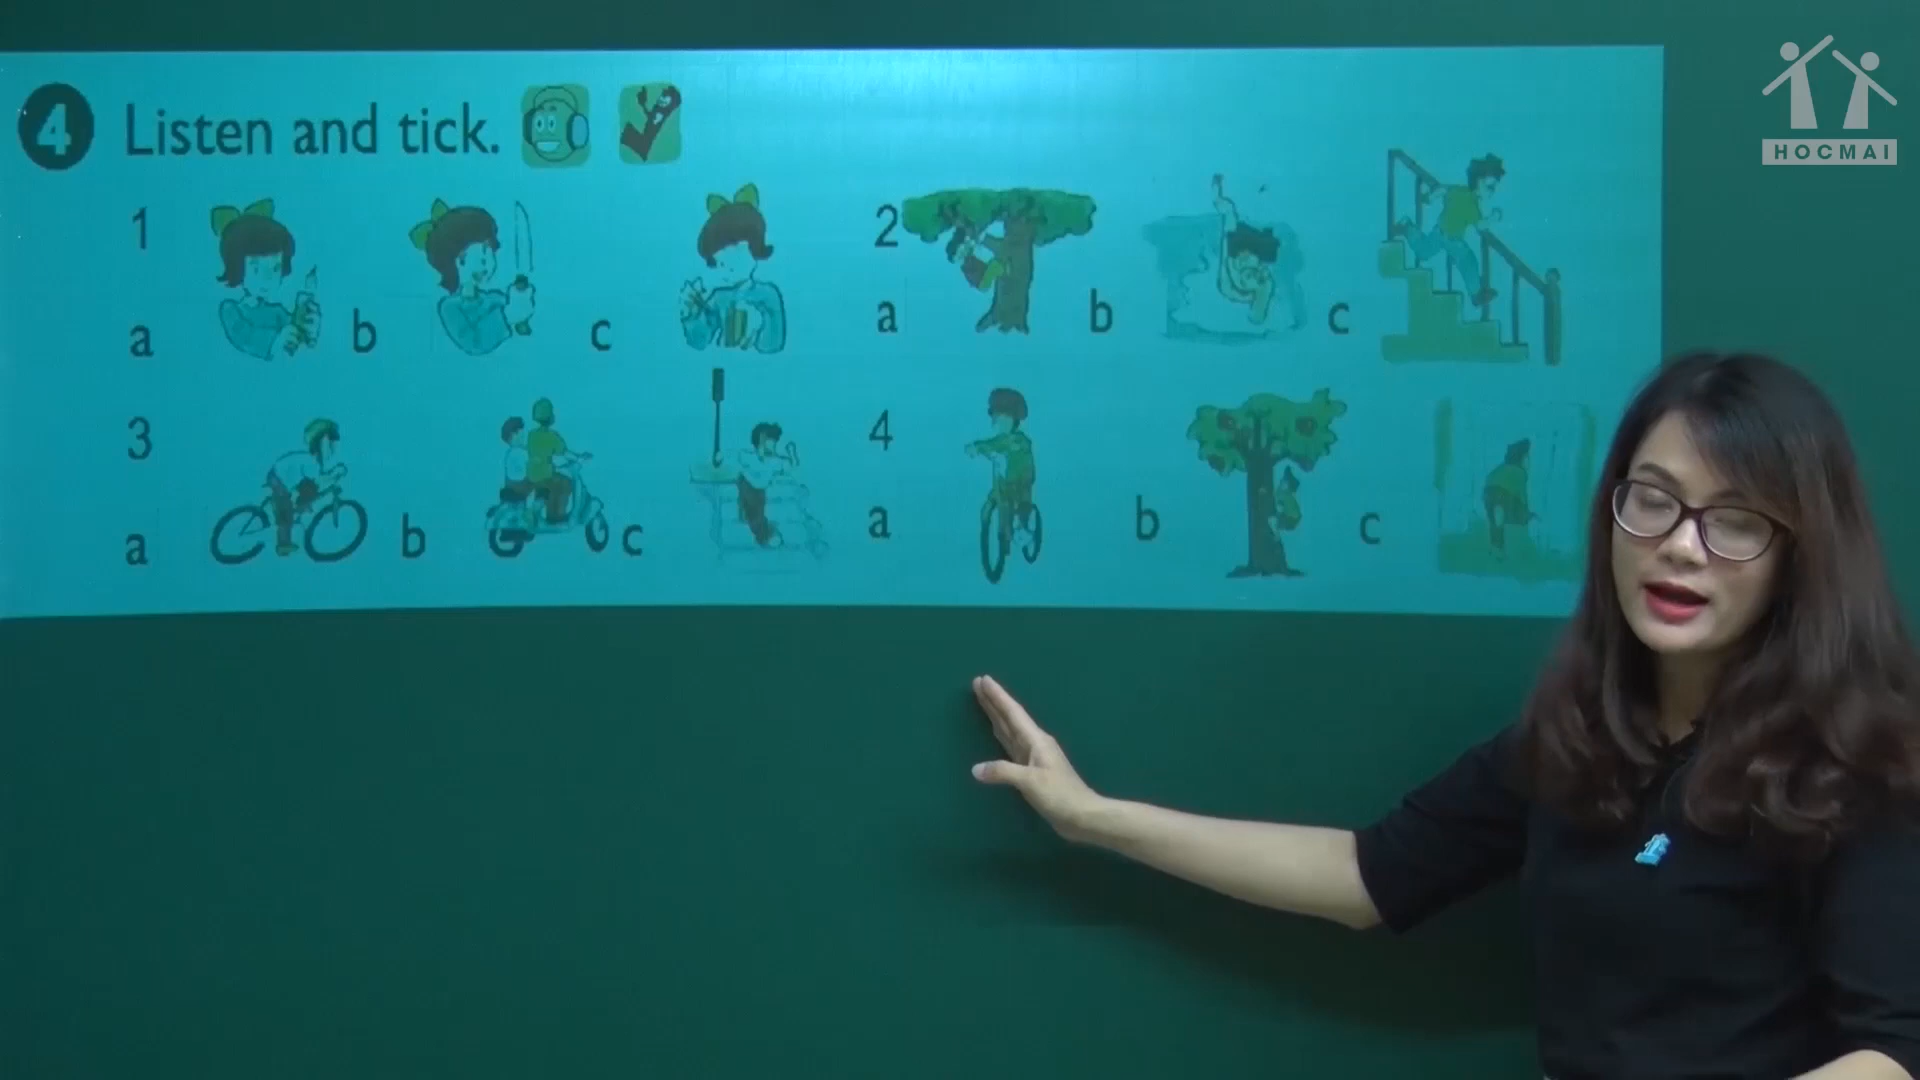 4 Listen and tick.
HOCMAI
1 2
a b c a b c
3 4
a b c a b c